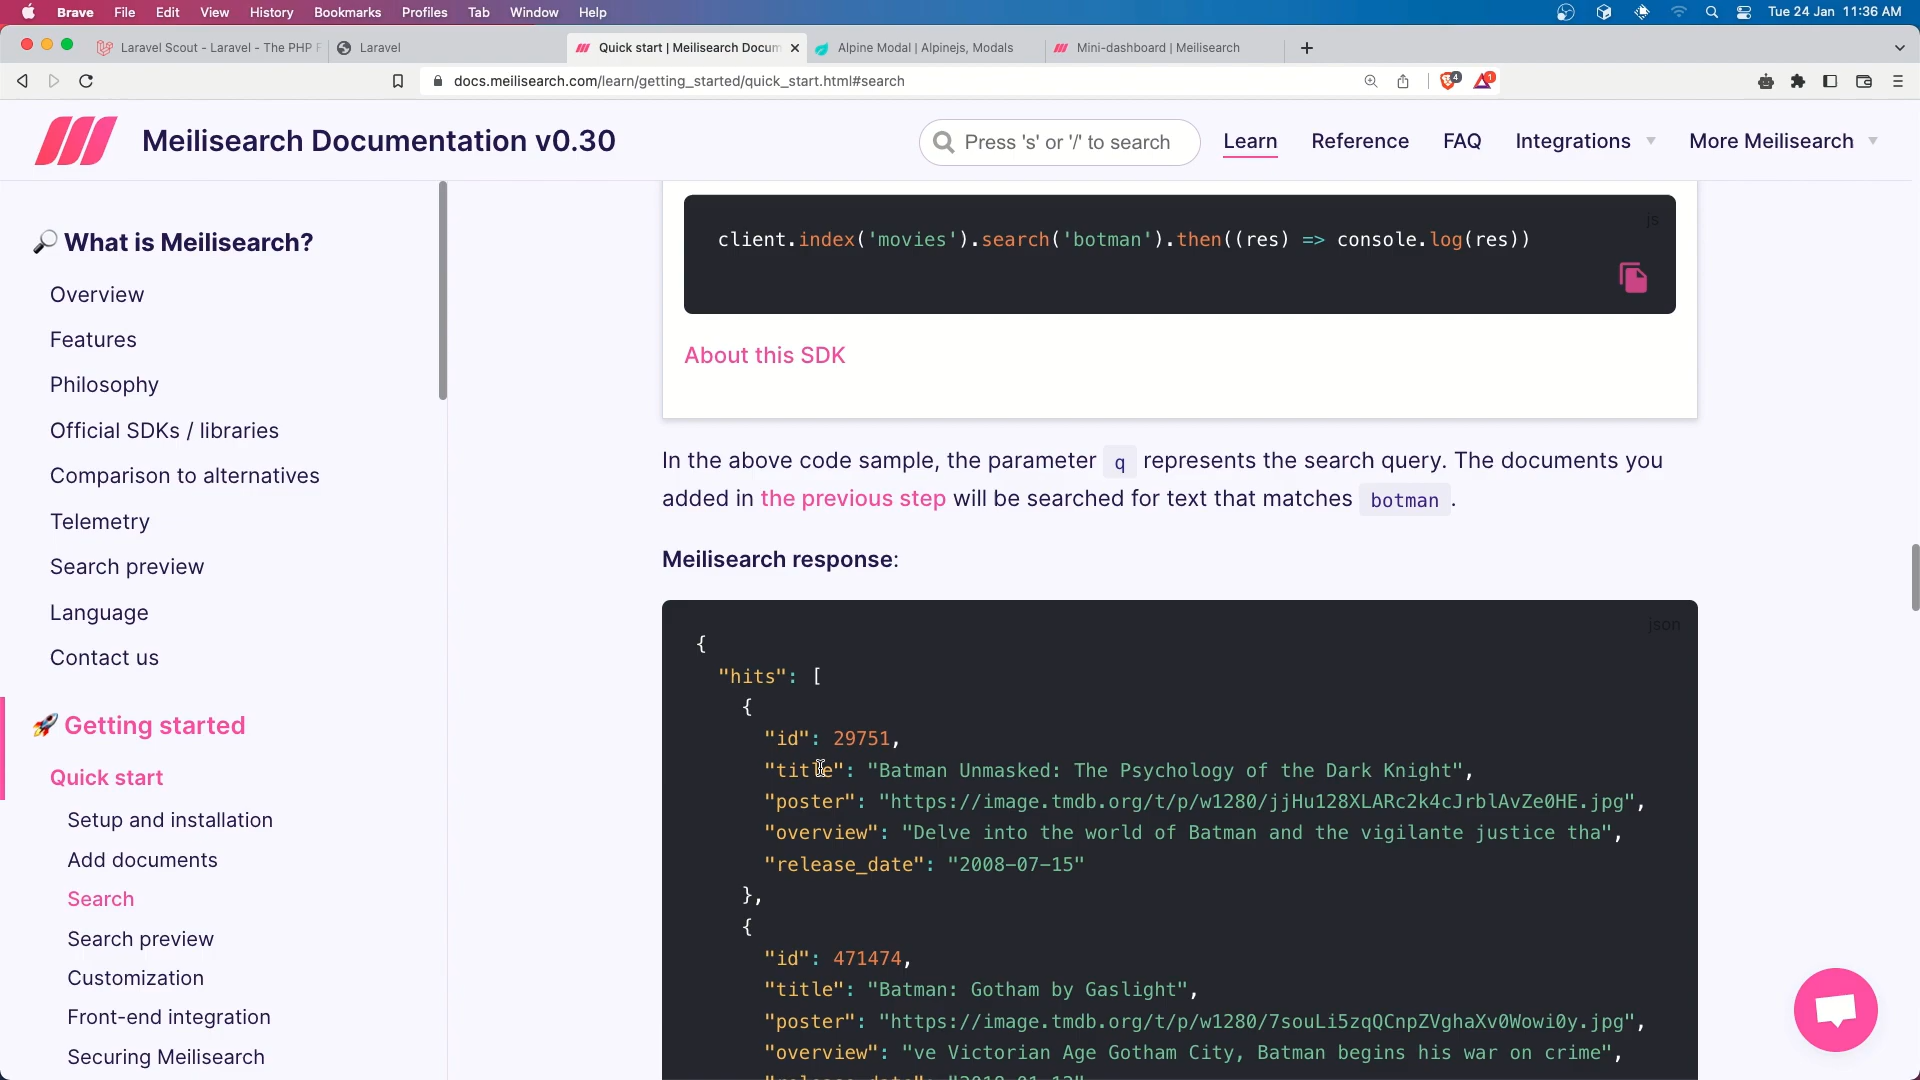 Brave File Edit View History Bookmarks Profiles Tab Window Help Tue 24 Jan 11:36 AM
Laravel Scout - Laravel - The PHP F Laravel Quick start | Meilisearch Docum Alpine Modal | Alpinejs, Modals Mini-dashboard | Meilisearch
docs.meilisearch.com/learn/getting_started/quick_start.html#search 4 1
Meilisearch Documentation v0.30 Press 's' or '/' to search Learn Reference FAQ Integrations More Meilisearch
What is Meilisearch?
Overview
Features
Philosophy
Official SDKs / libraries
Comparison to alternatives
Telemetry
Search preview
Language
Contact us
Getting started
Quick start
Setup and installation
Add documents
Search
Search preview
Customization
Front-end integration
Securing Meilisearch
js
client.index('movies').search('botman').then((res) => console.log(res))
About this SDK
In the above code sample, the parameter q represents the search query. The documents you
added in the previous step will be searched for text that matches botman .
Meilisearch response:
json
{
"hits": [
{
"id": 29751,
"title": "Batman Unmasked: The Psychology of the Dark Knight",
"poster": "https://image.tmdb.org/t/p/w1280/jjHu128XLARc2k4cJrblAvZe0HE.jpg",
"overview": "Delve into the world of Batman and the vigilante justice tha",
"release_date": "2008-07-15"
},
{
"id": 471474,
"title": "Batman: Gotham by Gaslight",
"poster": "https://image.tmdb.org/t/p/w1280/7souLi5zqQCnpZVghaXv0Wowi0y.jpg",
"overview": "ve Victorian Age Gotham City, Batman begins his war on crime",